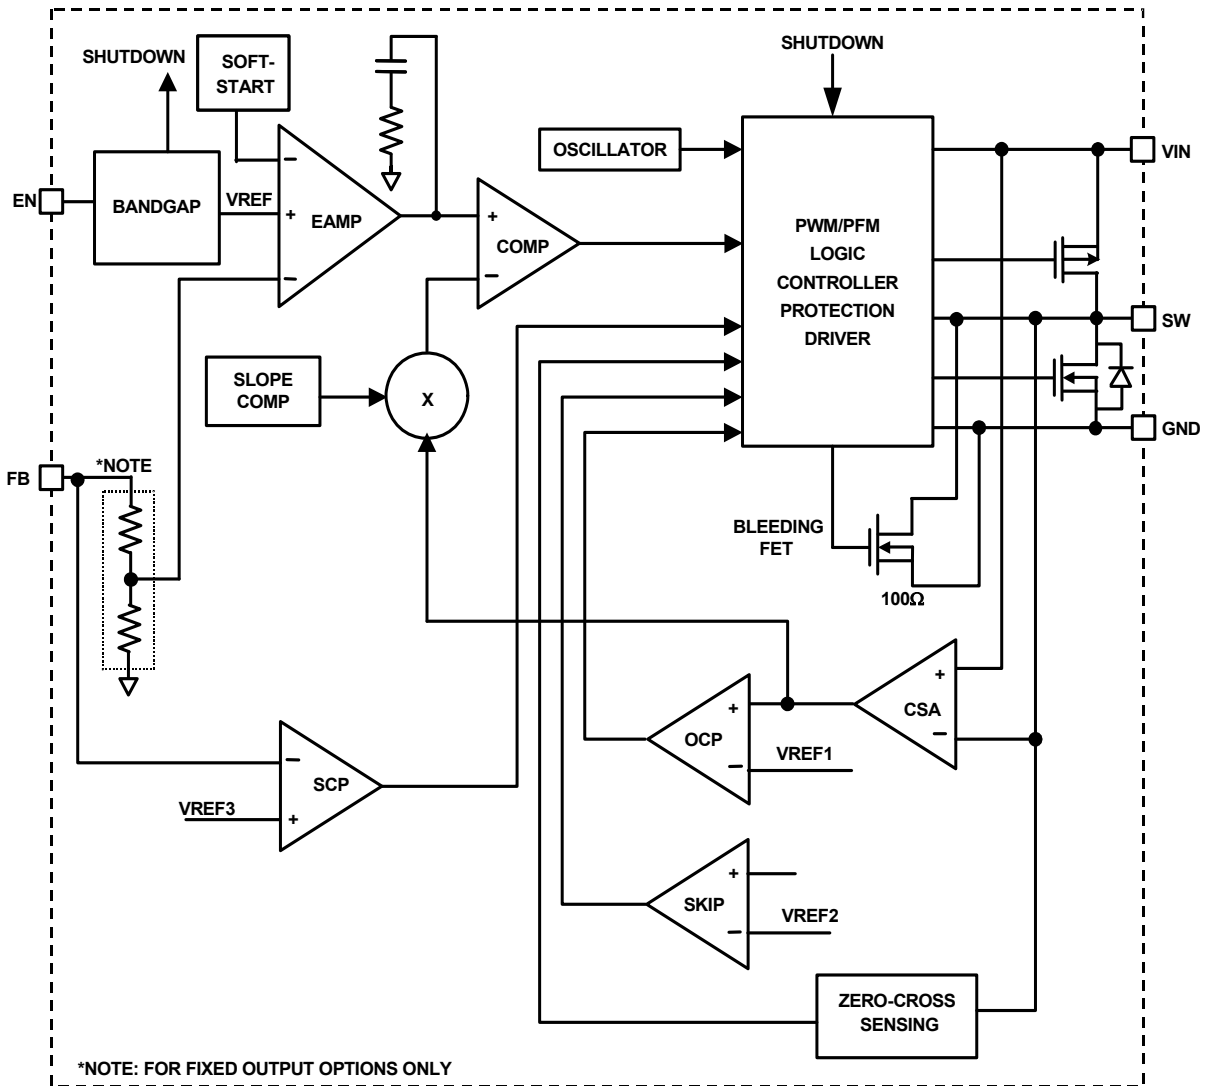 SHUTDOWN
SOFT-
START
SHUTDOWN
OSCILLATOR
VIN
EN
BANDGAP
VREF
−
+
−
EAMP
+
−
COMP
PWM/PFM
LOGIC
CONTROLLER
PROTECTION
DRIVER
SW
SLOPE
COMP
X
GND
FB
*NOTE
BLEEDING
FET
100Ω
+
−
CSA
+
−
OCP
VREF1
−
+
SCP
VREF3
+
−
SKIP
VREF2
ZERO-CROSS
SENSING
*NOTE: FOR FIXED OUTPUT OPTIONS ONLY